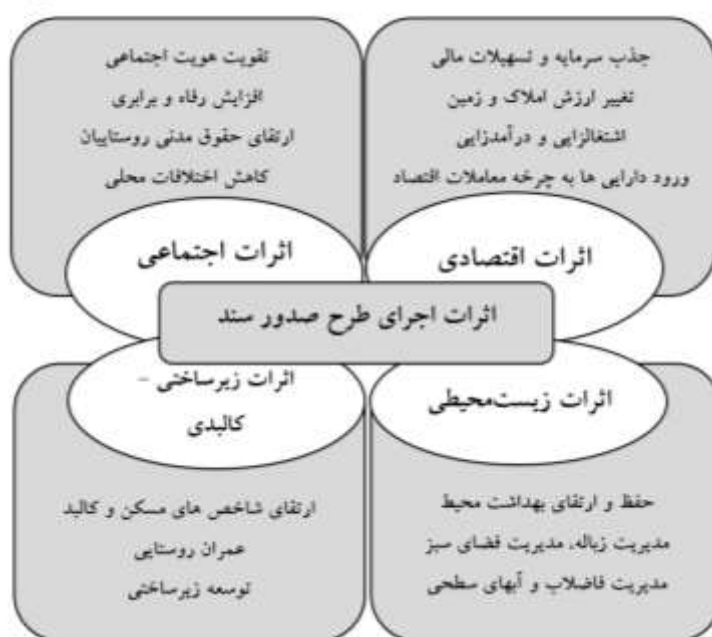 جذب سرمایه و تسهیلات مالی
تغییر ارزش املاک و زمین
اشتغالزایی و درآمدزایی
ورود دارایی ها به چرخه معاملات اقتصاد
اثرات اقتصادی
تقویت هویت اجتماعی
افزایش رفاه و برابری
ارتقای حقوق مدنی روستاییان
کاهش اختلافات محلی
اثرات اجتماعی
اثرات اجرای طرح صدور سند
اثرات زیست‌محیطی
حفظ و ارتقای بهداشت محیط
مدیریت زباله، مدیریت فضای سبز
مدیریت فاضلاب و آبهای سطحی
اثرات زیرساختی –
کالبدی
ارتقای شاخص های مسکن و کالبد
عمران روستایی
توسعه زیرساختی